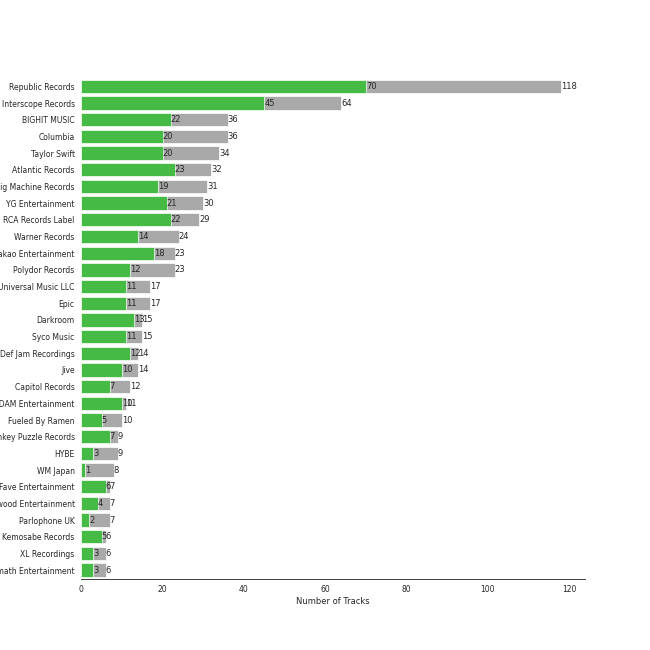 Republic Records 70 118
Interscope Records 45 64
BIGHIT MUSIC 22 36
Columbia 20 36
Taylor Swift 20 34
Atlantic Records 23 32
ig Machine Records 19 31
YG Entertainment 21 30
RCA Records Label 22 29
Warner Records 14 24
akao Entertainment 18 23
Polydor Records 12 23
Universal Music LLC 11 17
Epic 11 17
Darkroom 13 15
Syco Music 11 15
Def Jam Recordings 12 14
Jive 10 14
Capitol Records 7 12
DAM Entertainment 10 11
Fueled By Ramen 5 10
nkey Puzzle Records 7 9
HYBE 3 9
WM Japan 1 8
Fave Entertainment 6 7
wood Entertainment 4 7
Parlophone UK 2 7
Kemosabe Records 5 6
XL Recordings 3 6
math Entertainment 3 6
0 20 40 60 80 100 120
Number of Tracks